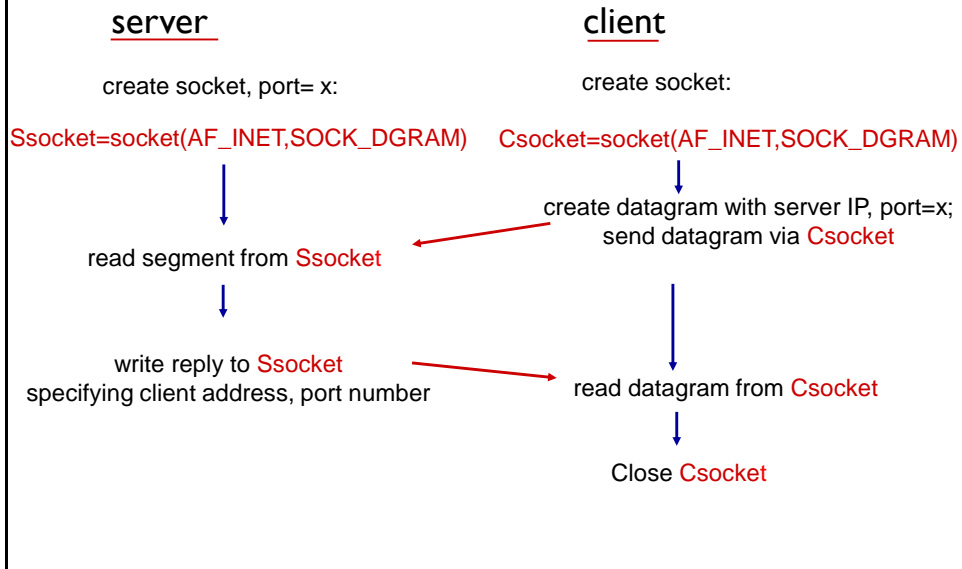 server
create socket, port= x:
Ssocket=socket(AF_INET,SOCK_DGRAM)
read segment from Ssocket
write reply to Ssocket
specifying client address, port number
client
create socket:
Csocket=socket(AF_INET,SOCK_DGRAM)
create datagram with server IP, port=x;
send datagram via Csocket
read datagram from Csocket
Close Csocket